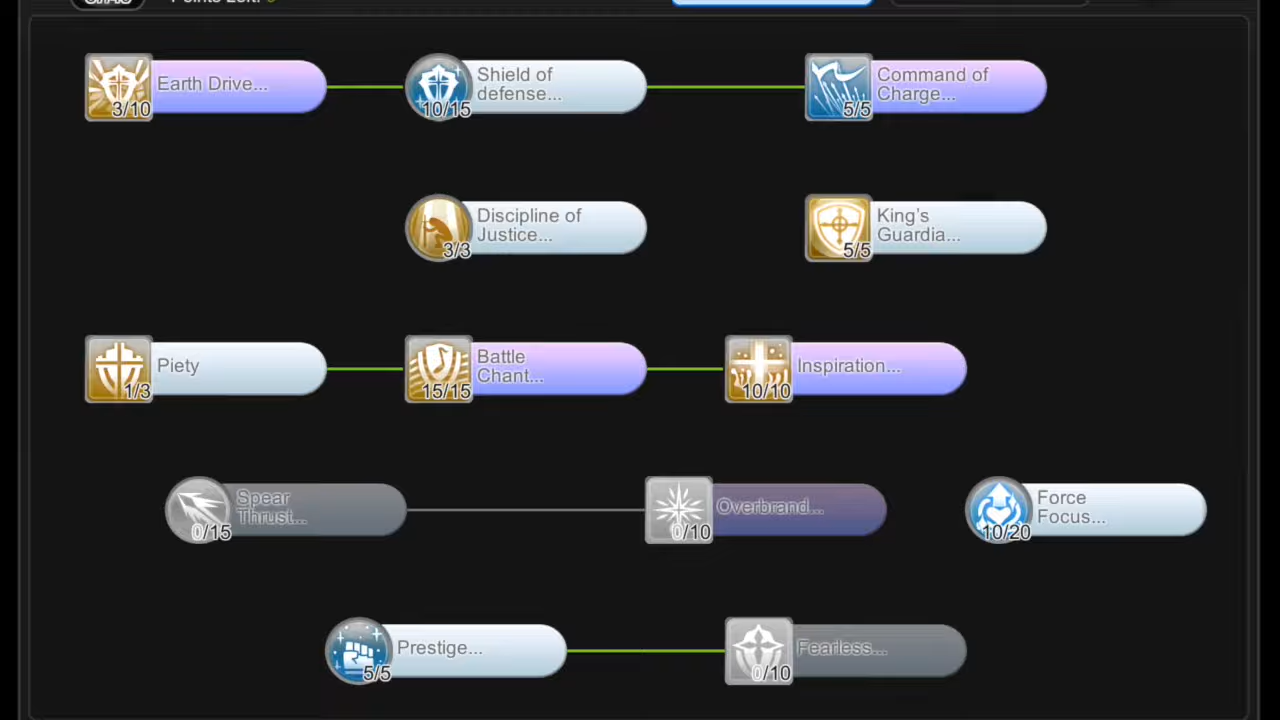 Earth Drive...
3/10
Shield of
defense...
10/15
Command of
Charge...
5/5
Discipline of
Justice...
3/3
King's
Guardia...
5/5
Piety
1/3
Battle
Chant...
15/15
Inspiration...
10/10
Spear
Thrust...
0/15
Overbrand...
0/10
Force
Focus...
10/20
Prestige...
5/5
Fearless...
0/10